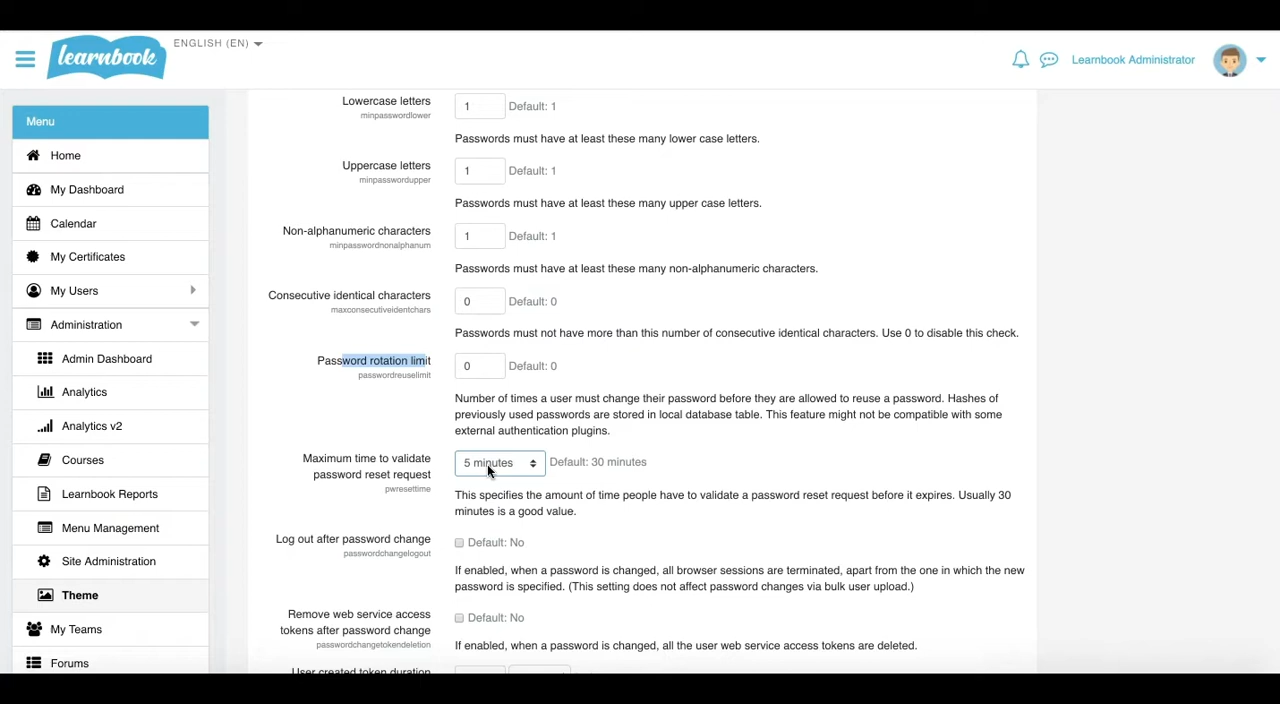 learnbook
ENGLISH (EN)
Learnbook Administrator
Menu
Home
My Dashboard
Calendar
My Certificates
My Users
Administration
Admin Dashboard
Analytics
Analytics v2
Courses
Learnbook Reports
Menu Management
Site Administration
Theme
My Teams
Forums
Lowercase letters
minpasswordlower
1 Default: 1
Passwords must have at least these many lower case letters.
Uppercase letters
minpasswordupper
1 Default: 1
Passwords must have at least these many upper case letters.
Non-alphanumeric characters
minpasswordnonalphanum
1 Default: 1
Passwords must have at least these many non-alphanumeric characters.
Consecutive identical characters
maxconsecutiveidentchars
0 Default: 0
Passwords must not have more than this number of consecutive identical characters. Use 0 to disable this check.
Password rotation limit
passwordreuselimit
0 Default: 0
Number of times a user must change their password before they are allowed to reuse a password. Hashes of
previously used passwords are stored in local database table. This feature might not be compatible with some
external authentication plugins.
Maximum time to validate
password reset request
pwresettime
5 minutes Default: 30 minutes
This specifies the amount of time people have to validate a password reset request before it expires. Usually 30
minutes is a good value.
Log out after password change
passwordchangelogout
Default: No
If enabled, when a password is changed, all browser sessions are terminated, apart from the one in which the new
password is specified. (This setting does not affect password changes via bulk user upload.)
Remove web service access
tokens after password change
passwordchangetokendeletion
Default: No
If enabled, when a password is changed, all the user web service access tokens are deleted.
User created token duration